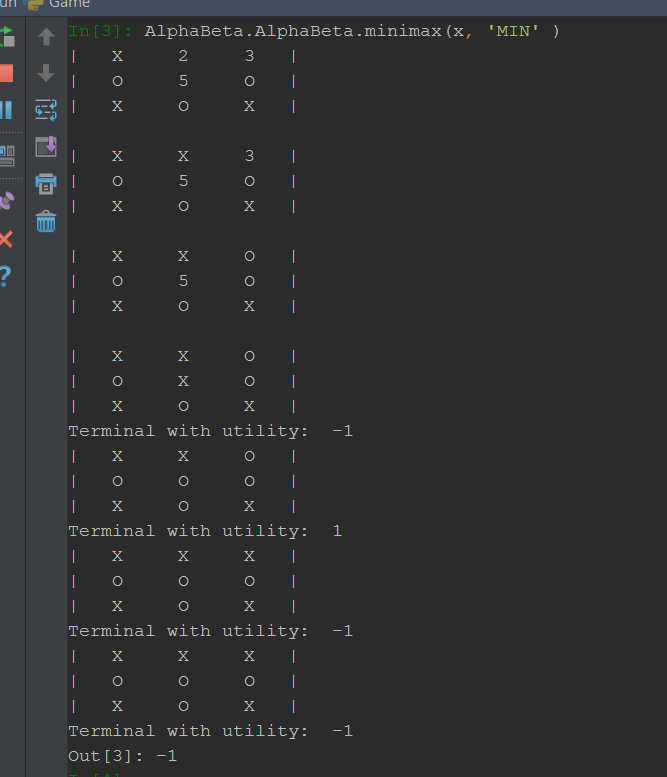 un Game
In[3]: AlphaBeta.AlphaBeta.minimax(x, 'MIN' )
| X 2 3 |
| O 5 O |
| X O X |
| X X 3 |
| O 5 O |
| X O X |
| X X O |
| O 5 O |
| X O X |
| X X O |
| O X O |
| X O X |
Terminal with utility: -1
| X X O |
| O O O |
| X O X |
Terminal with utility: 1
| X X X |
| O O O |
| X O X |
Terminal with utility: -1
| X X X |
| O O O |
| X O X |
Terminal with utility: -1
Out[3]: -1